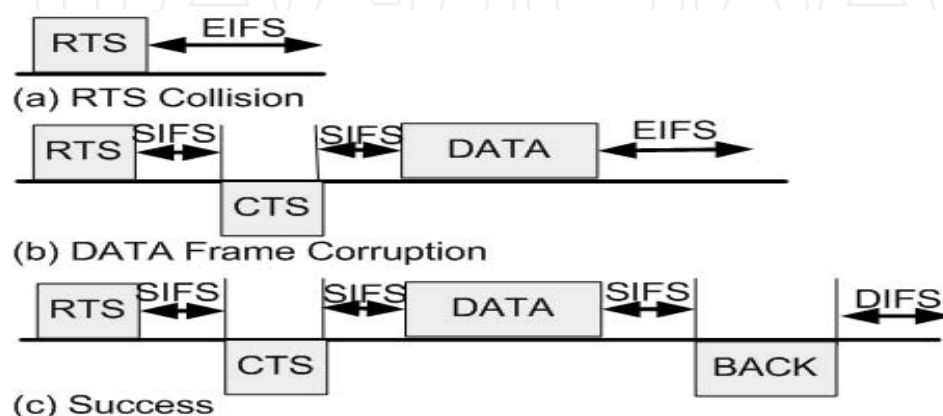 RTS EIFS
(a) RTS Collision
RTS SIFS SIFS DATA EIFS
CTS
(b) DATA Frame Corruption
RTS SIFS SIFS DATA SIFS DIFS
CTS BACK
(c) Success